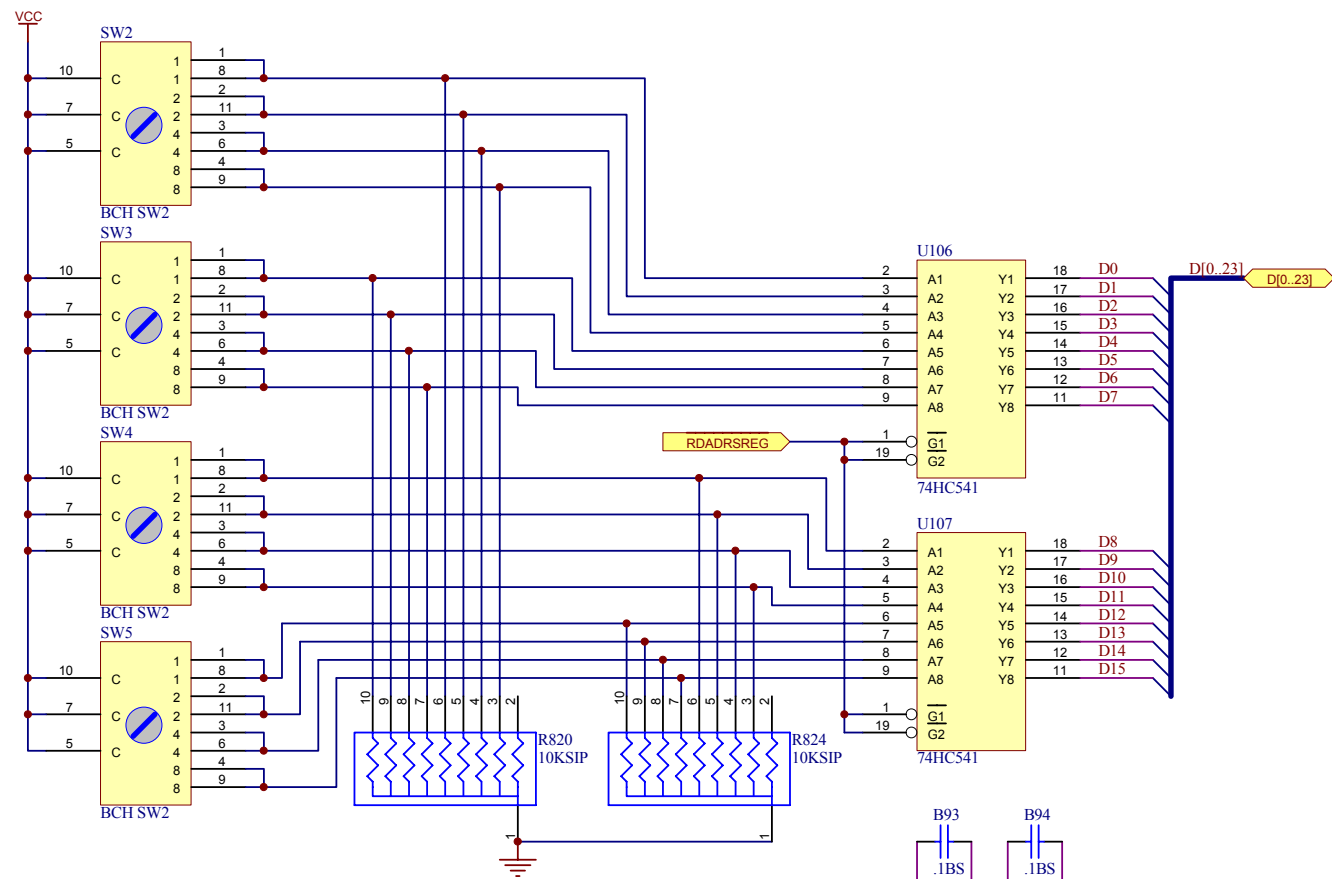 VCC
SW2
10 C 1 1
1 8
2 2
7 C 2 11
4 3
5 C 4 6
8 4
8 9
BCH SW2
SW3
10 C 1 1
1 8
2 2
7 C 2 11
4 3
5 C 4 6
8 4
8 9
BCH SW2
SW4
10 C 1 1
1 8
2 2
7 C 2 11
4 3
5 C 4 6
8 4
8 9
BCH SW2
SW5
10 C 1 1
1 8
2 2
7 C 2 11
4 3
5 C 4 6
8 4
8 9
BCH SW2
10 9 8 7 6 5 4 3 2
R820
10KSIP
1
10 9 8 7 6 5 4 3 2
R824
10KSIP
1
RDADRSREG
U106
2 A1 Y1 18 D0
3 A2 Y2 17 D1
4 A3 Y3 16 D2
5 A4 Y4 15 D3
6 A5 Y5 14 D4
7 A6 Y6 13 D5
8 A7 Y7 12 D6
9 A8 Y8 11 D7
1 G1
19 G2
74HC541
D[0..23]
D[0..23]
U107
2 A1 Y1 18 D8
3 A2 Y2 17 D9
4 A3 Y3 16 D10
5 A4 Y4 15 D11
6 A5 Y5 14 D12
7 A6 Y6 13 D13
8 A7 Y7 12 D14
9 A8 Y8 11 D15
1 G1
19 G2
74HC541
B93
.1BS
B94
.1BS